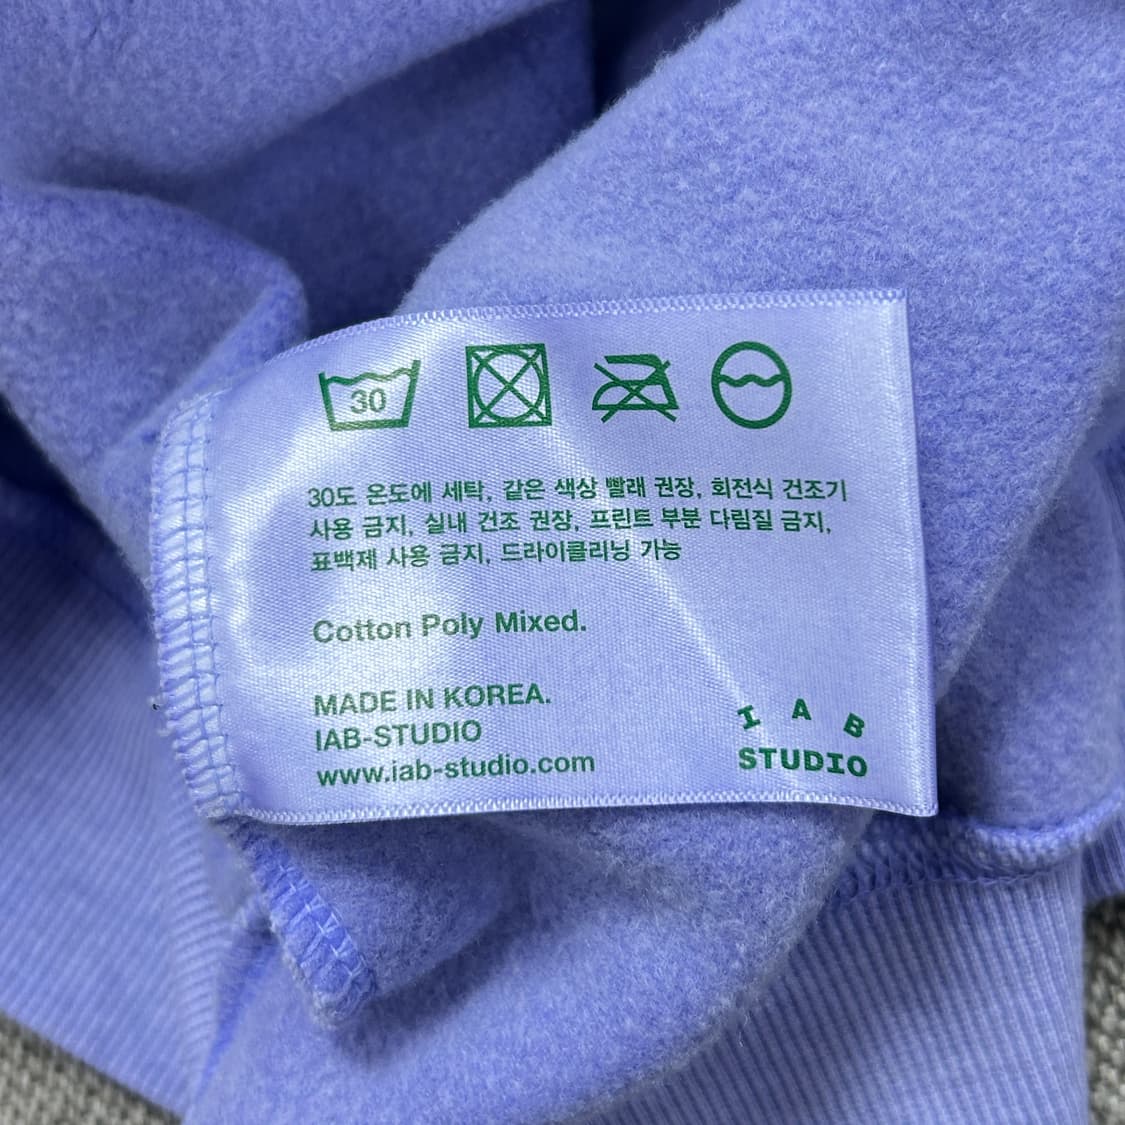 30
30도 온도에 세탁, 같은 색상 빨래 권장, 회전식 건조기
사용 금지, 실내 건조 권장, 프린트 부분 다림질 금지,
표백제 사용 금지, 드라이클리닝 가능
Cotton Poly Mixed.
MADE IN KOREA.
IAB-STUDIO
www.iab-studio.com
I A B
STUDIO